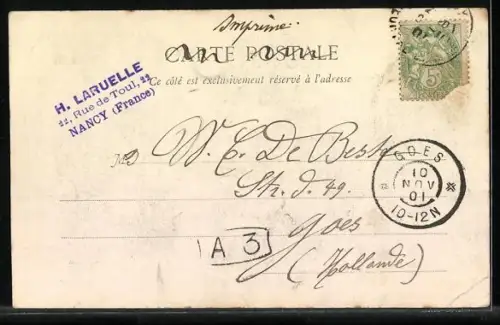 Imprimé.
CARTE POSTALE
Ce côté est exclusivement réservé à l'adresse
H. LARUELLE
22, Rue de Toul, 22
NANCY (France)
5
W. C. De Beste
Str. d. 49.
Goes
(Hollande)
A 3
GOES
10
NOV
01
10-12N